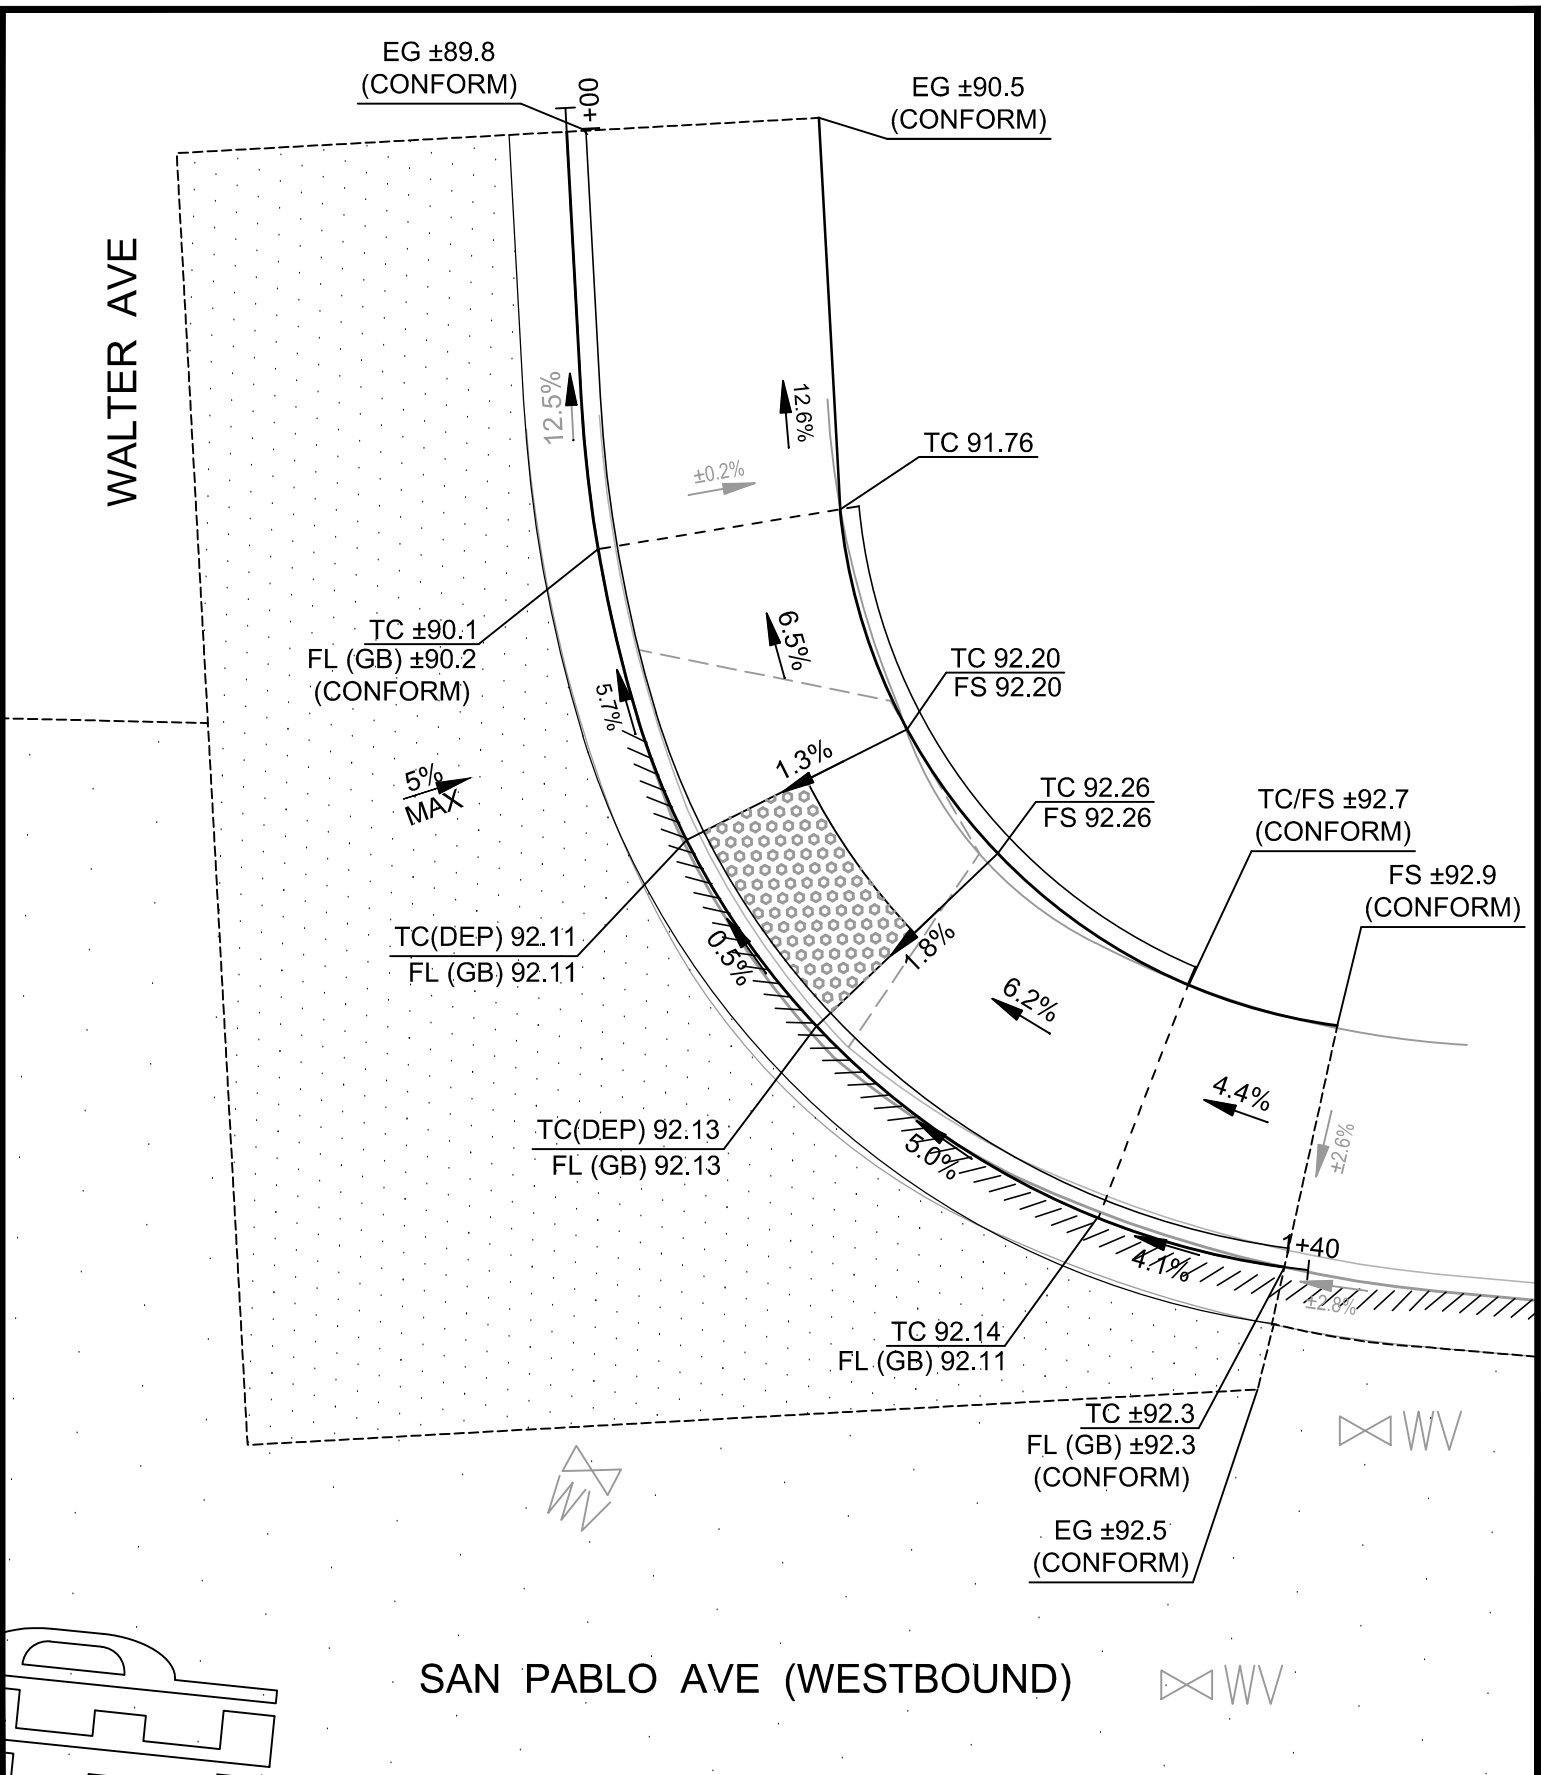 EG ±89.8
(CONFORM)
+00
EG ±90.5
(CONFORM)
WALTER AVE
12.5%
12.6%
TC 91.76
±0.2%
TC ±90.1
FL (GB) ±90.2
(CONFORM)
6.5%
TC 92.20
FS 92.20
5.7%
1.3%
5%
MAX
TC 92.26
FS 92.26
TC/FS ±92.7
(CONFORM)
FS ±92.9
(CONFORM)
TC(DEP) 92.11
FL (GB) 92.11
0.5%
1.8%
6.2%
4.4%
TC(DEP) 92.13
FL (GB) 92.13
5.0%
±2.6%
1+40
4.1%
±2.8%
TC 92.14
FL (GB) 92.11
TC ±92.3
FL (GB) ±92.3
(CONFORM)
WV
WV
EG ±92.5
(CONFORM)
SAN PABLO AVE (WESTBOUND)
WV